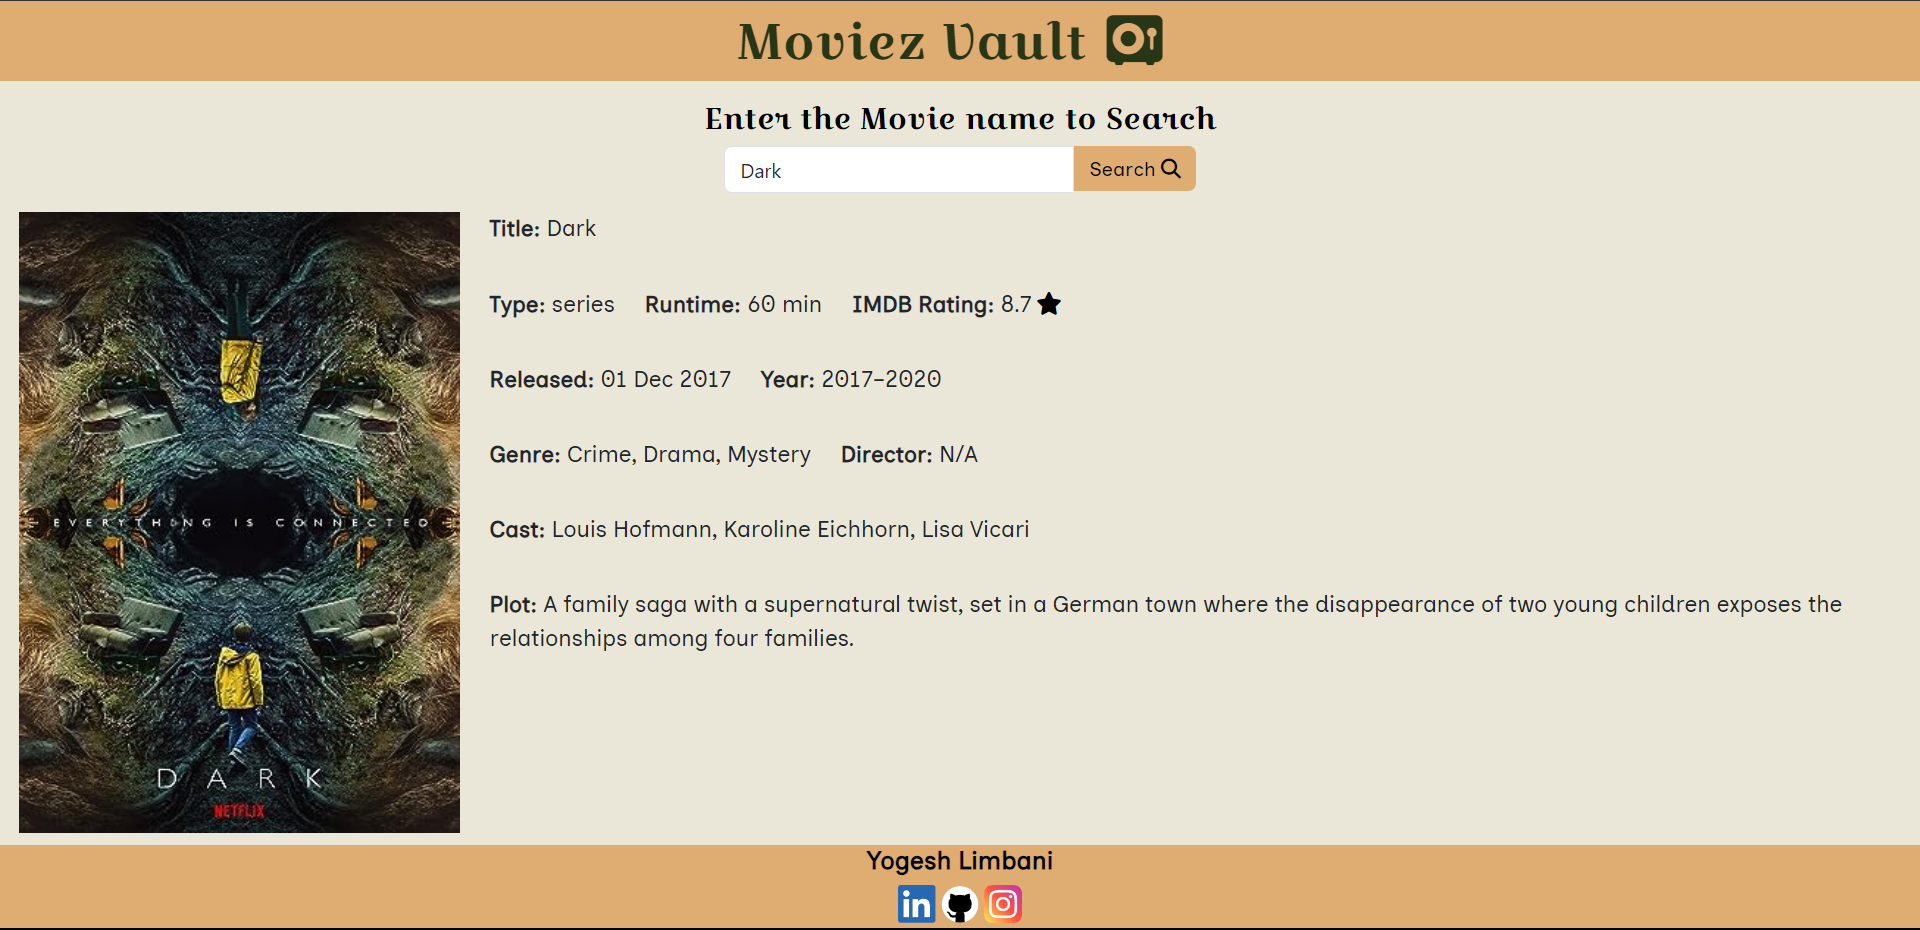 Moviez Vault
Enter the Movie name to Search
Dark
Search
Title: Dark
Type: series Runtime: 60 min IMDB Rating: 8.7
Released: 01 Dec 2017 Year: 2017–2020
Genre: Crime, Drama, Mystery Director: N/A
Cast: Louis Hofmann, Karoline Eichhorn, Lisa Vicari
Plot: A family saga with a supernatural twist, set in a German town where the disappearance of two young children exposes the
relationships among four families.
EVERYTHING IS CONNECTED
DARK
NETFLIX
Yogesh Limbani
in